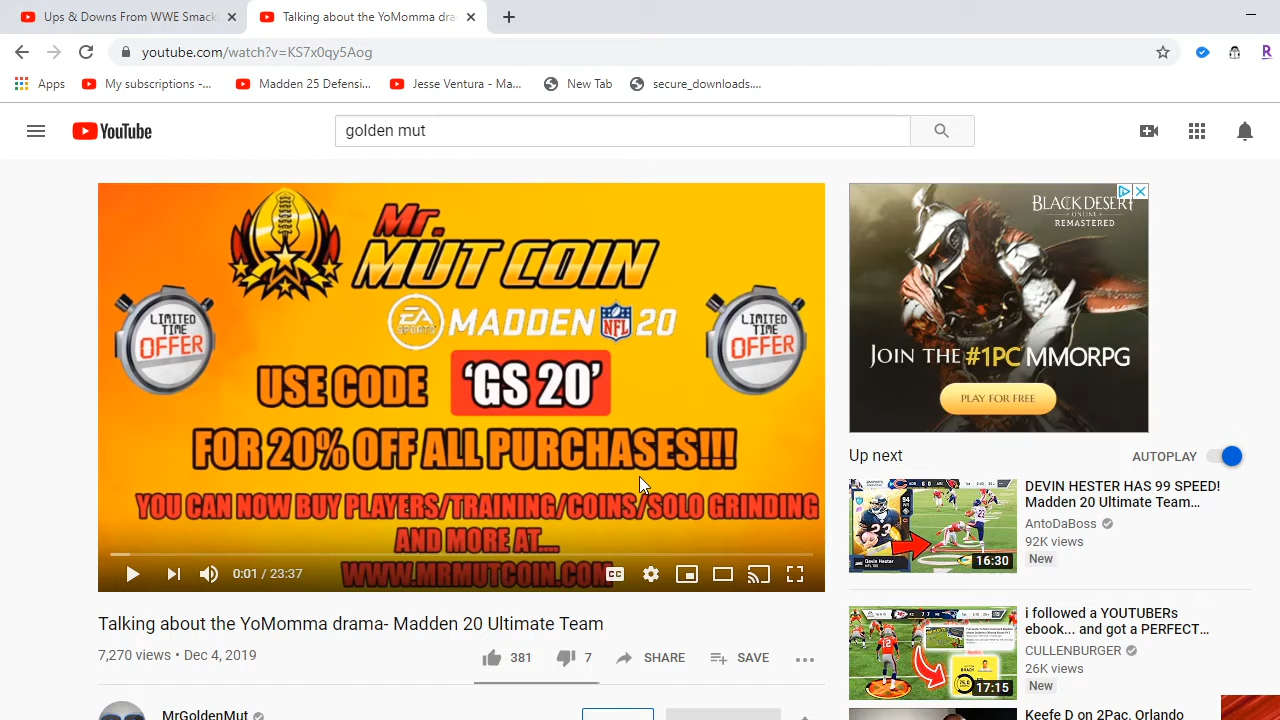 Ups & Downs From WWE Smack
Talking about the YoMomma dra
youtube.com/watch?v=KS7x0qy5Aog
Apps
My subscriptions -...
Madden 25 Defensi...
Jesse Ventura - Ma...
New Tab
secure_downloads....
YouTube
golden mut
Mr.
MUT COIN
LIMITED
TIME
OFFER
EA
SPORTS
MADDEN NFL 20
LIMITED
TIME
OFFER
USE CODE 'GS 20'
FOR 20% OFF ALL PURCHASES!!!
YOU CAN NOW BUY PLAYERS/TRAINING/COINS/SOLO GRINDING
AND MORE AT....
WWW.MRMUTCOIN.COM
0:01 / 23:37
CC
Talking about the YoMomma drama- Madden 20 Ultimate Team
7,270 views • Dec 4, 2019
381
7
SHARE
SAVE
MrGoldenMut
BLACK DESERT
ONLINE
REMASTERED
JOIN THE #1PC MMORPG
PLAY FOR FREE
Up next
AUTOPLAY
16:30
DEVIN HESTER HAS 99 SPEED!
Madden 20 Ultimate Team...
AntoDaBoss
92K views
New
17:15
i followed a YOUTUBERs
ebook... and got a PERFECT...
CULLENBURGER
26K views
New
Keefe D on 2Pac, Orlando